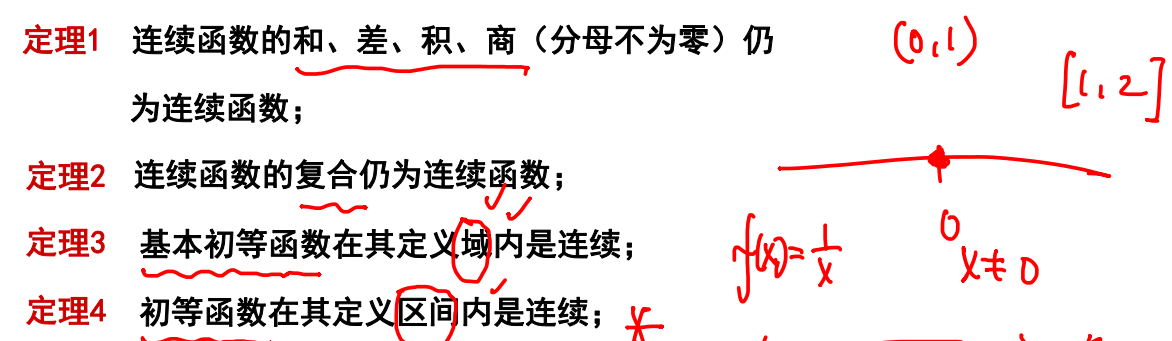 定理1 连续函数的和、差、积、商（分母不为零）仍
为连续函数；
(0,1)
[1,2]
定理2 连续函数的复合仍为连续函数；
定理3 基本初等函数在其定义域内是连续；
f(x)=1/x
0
x≠0
定理4 初等函数在其定义区间内是连续；